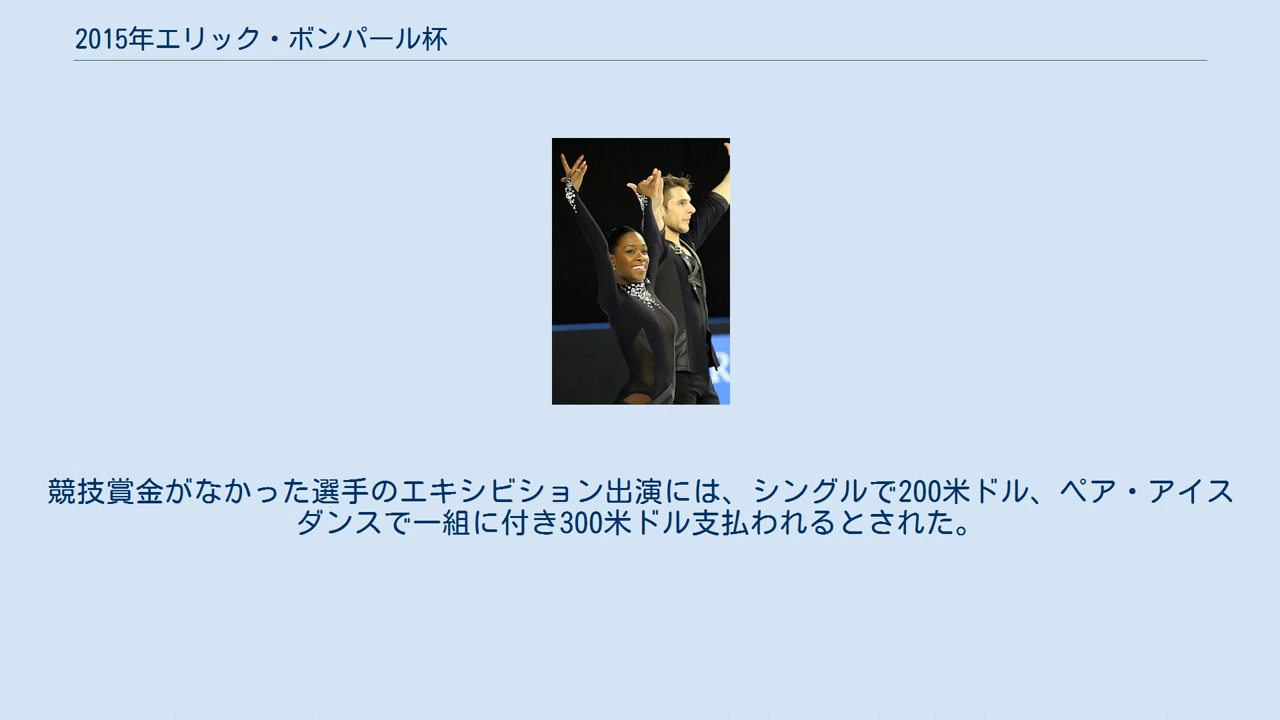 2015年エリック・ボンパール杯
競技賞金がなかった選手のエキシビション出演には、シングルで200米ドル、ペア・アイス
ダンスで一組に付き300米ドル支払われるとされた。
R